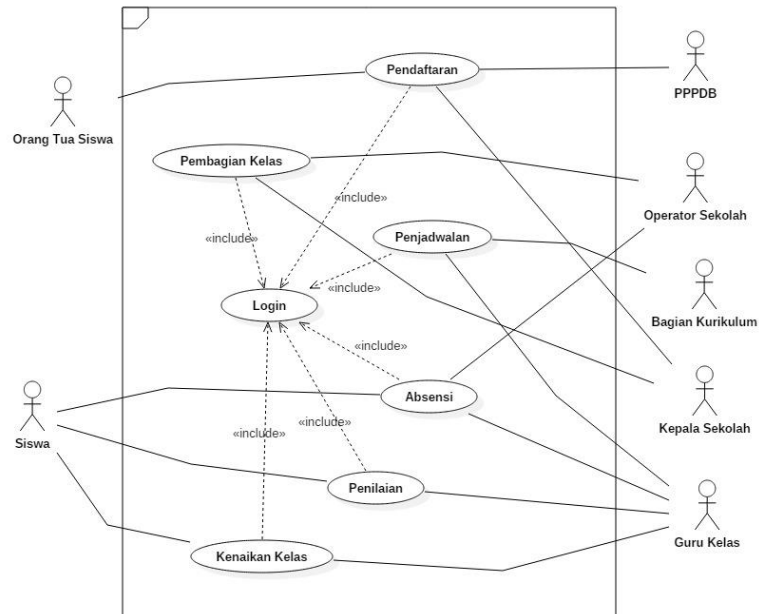 Pendaftaran
PPPDB
Orang Tua Siswa
Pembagian Kelas
«include»
Operator Sekolah
«include»
Penjadwalan
«include»
Login
Bagian Kurikulum
«include»
Absensi
Kepala Sekolah
Siswa
«include»
«include»
Penilaian
Guru Kelas
Kenaikan Kelas